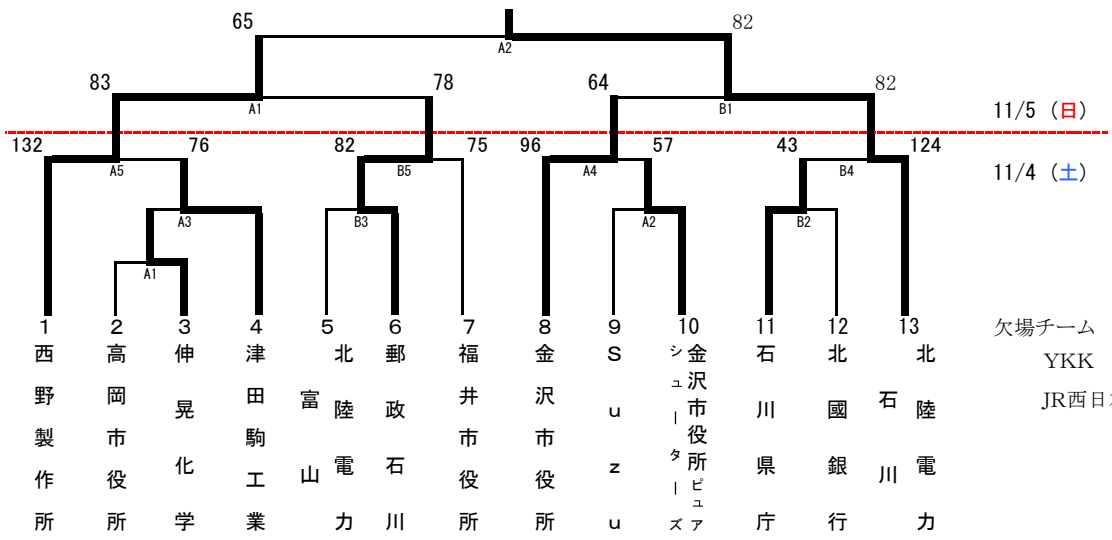 65
82
A2
83
78
64
82
A1
B1
11/5 (日)
132
76
82
75
96
57
43
124
A5
B5
A4
B4
11/4 (土)
A3
B3
A2
B2
A1
1
2
3
4
5
6
7
8
9
10
11
12
13
欠場チーム
YKK
JR西日
西野製作所
高岡市役所
伸晃化学
津田駒工業
北陸電力
富山
郵政石川
福井市役所
金沢市役所
Suzu
金沢市役所ピュア
シューターズ
石川県庁
北國銀行
北陸電力
石川